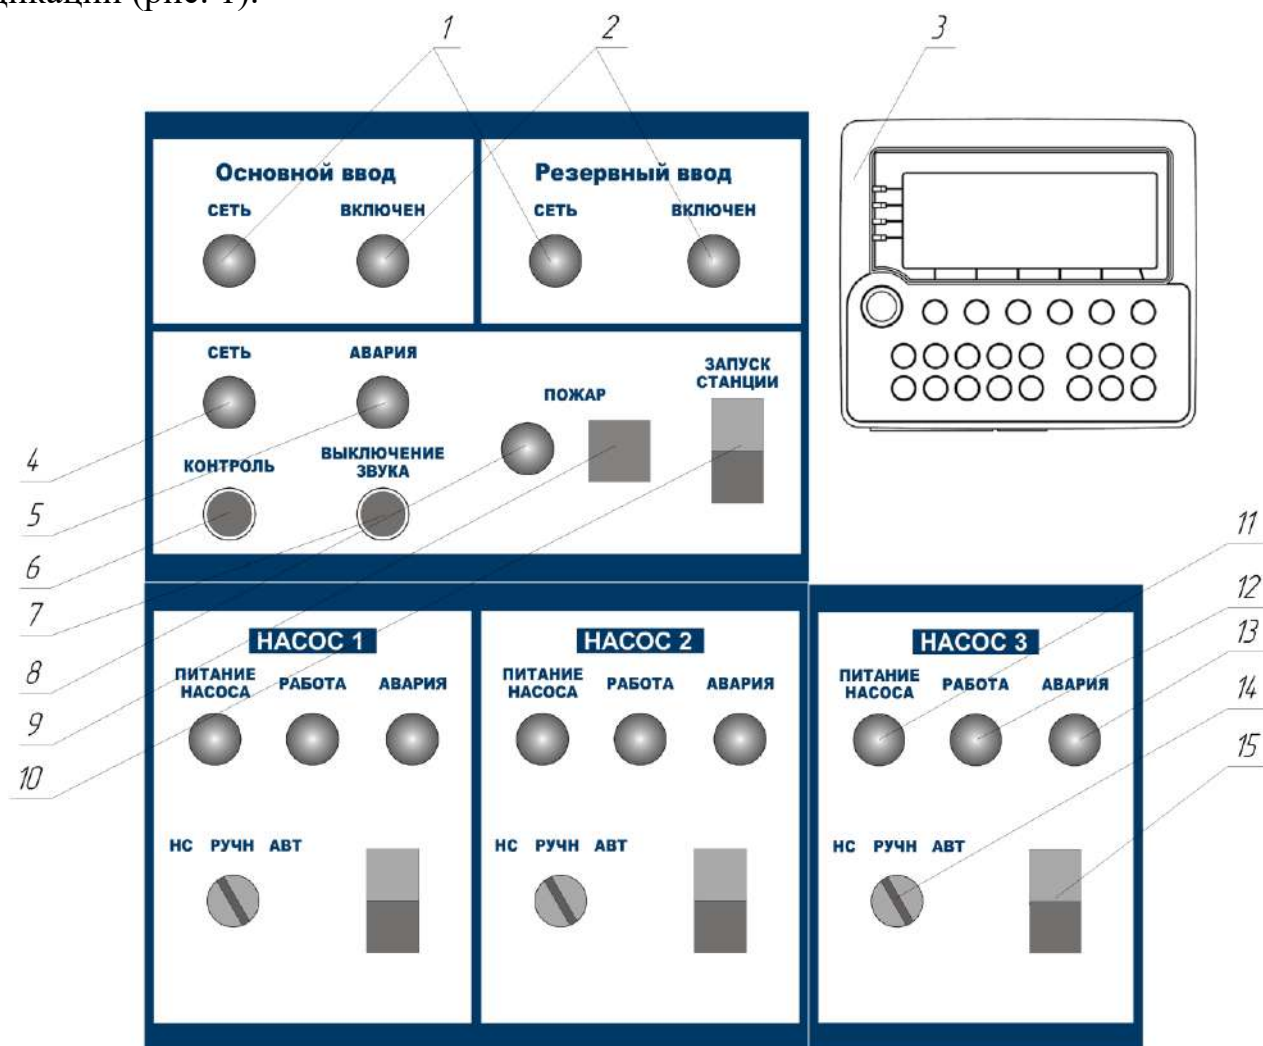 дикации (рис. 1).
1 2 3
Основной ввод Резервный ввод
СЕТЬ ВКЛЮЧЕН СЕТЬ ВКЛЮЧЕН
СЕТЬ АВАРИЯ ЗАПУСК
СТАНЦИИ
ПОЖАР
4
КОНТРОЛЬ ВЫКЛЮЧЕНИЕ
ЗВУКА
5
6
7
8
9
10
11
12
13
14
15
НАСОС 1 НАСОС 2 НАСОС 3
ПИТАНИЕ
НАСОСА РАБОТА АВАРИЯ
ПИТАНИЕ
НАСОСА РАБОТА АВАРИЯ
ПИТАНИЕ
НАСОСА РАБОТА АВАРИЯ
НС РУЧН АВТ НС РУЧН АВТ НС РУЧН АВТ